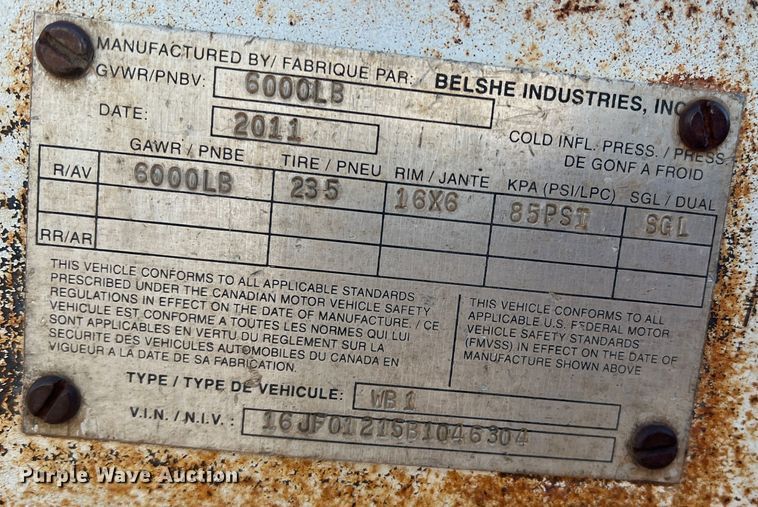 MANUFACTURED BY/ FABRIQUE PAR: BELSHE INDUSTRIES, INC
GVWR/PNBV: 6000LB
DATE: 2011
COLD INFL. PRESS. / PRESS
DE GONF A FROID
GAWR / PNBE TIRE / PNEU RIM / JANTE KPA (PSI/LPC) SGL / DUAL
R/AV 6000LB 235 16X6 85PSI SGL
RR/AR
THIS VEHICLE CONFORMS TO ALL APPLICABLE STANDARDS
PRESCRIBED UNDER THE CANADIAN MOTOR VEHICLE SAFETY
REGULATIONS IN EFFECT ON THE DATE OF MANUFACTURE. / CE
VEHICULE EST CONFORME A TOUTES LES NORMES QUI LUI
SONT APPLICABLES EN VERTU DU REGLEMENT SUR LA
SECURITE DES VEHICULES AUTOMOBILES DU CANADA EN
VIGUEUR A LA DATE DE SA FABRICATION.
THIS VEHICLE CONFORMS TO ALL
APPLICABLE U.S. FEDERAL MOTOR
VEHICLE SAFETY STANDARDS
(FMVSS) IN EFFECT ON THE DATE OF
MANUFACTURE SHOWN ABOVE
TYPE / TYPE DE VEHICULE: WB1
V.I.N. / N.I.V. : 16JF01215B1046304
Purple Wave Auction